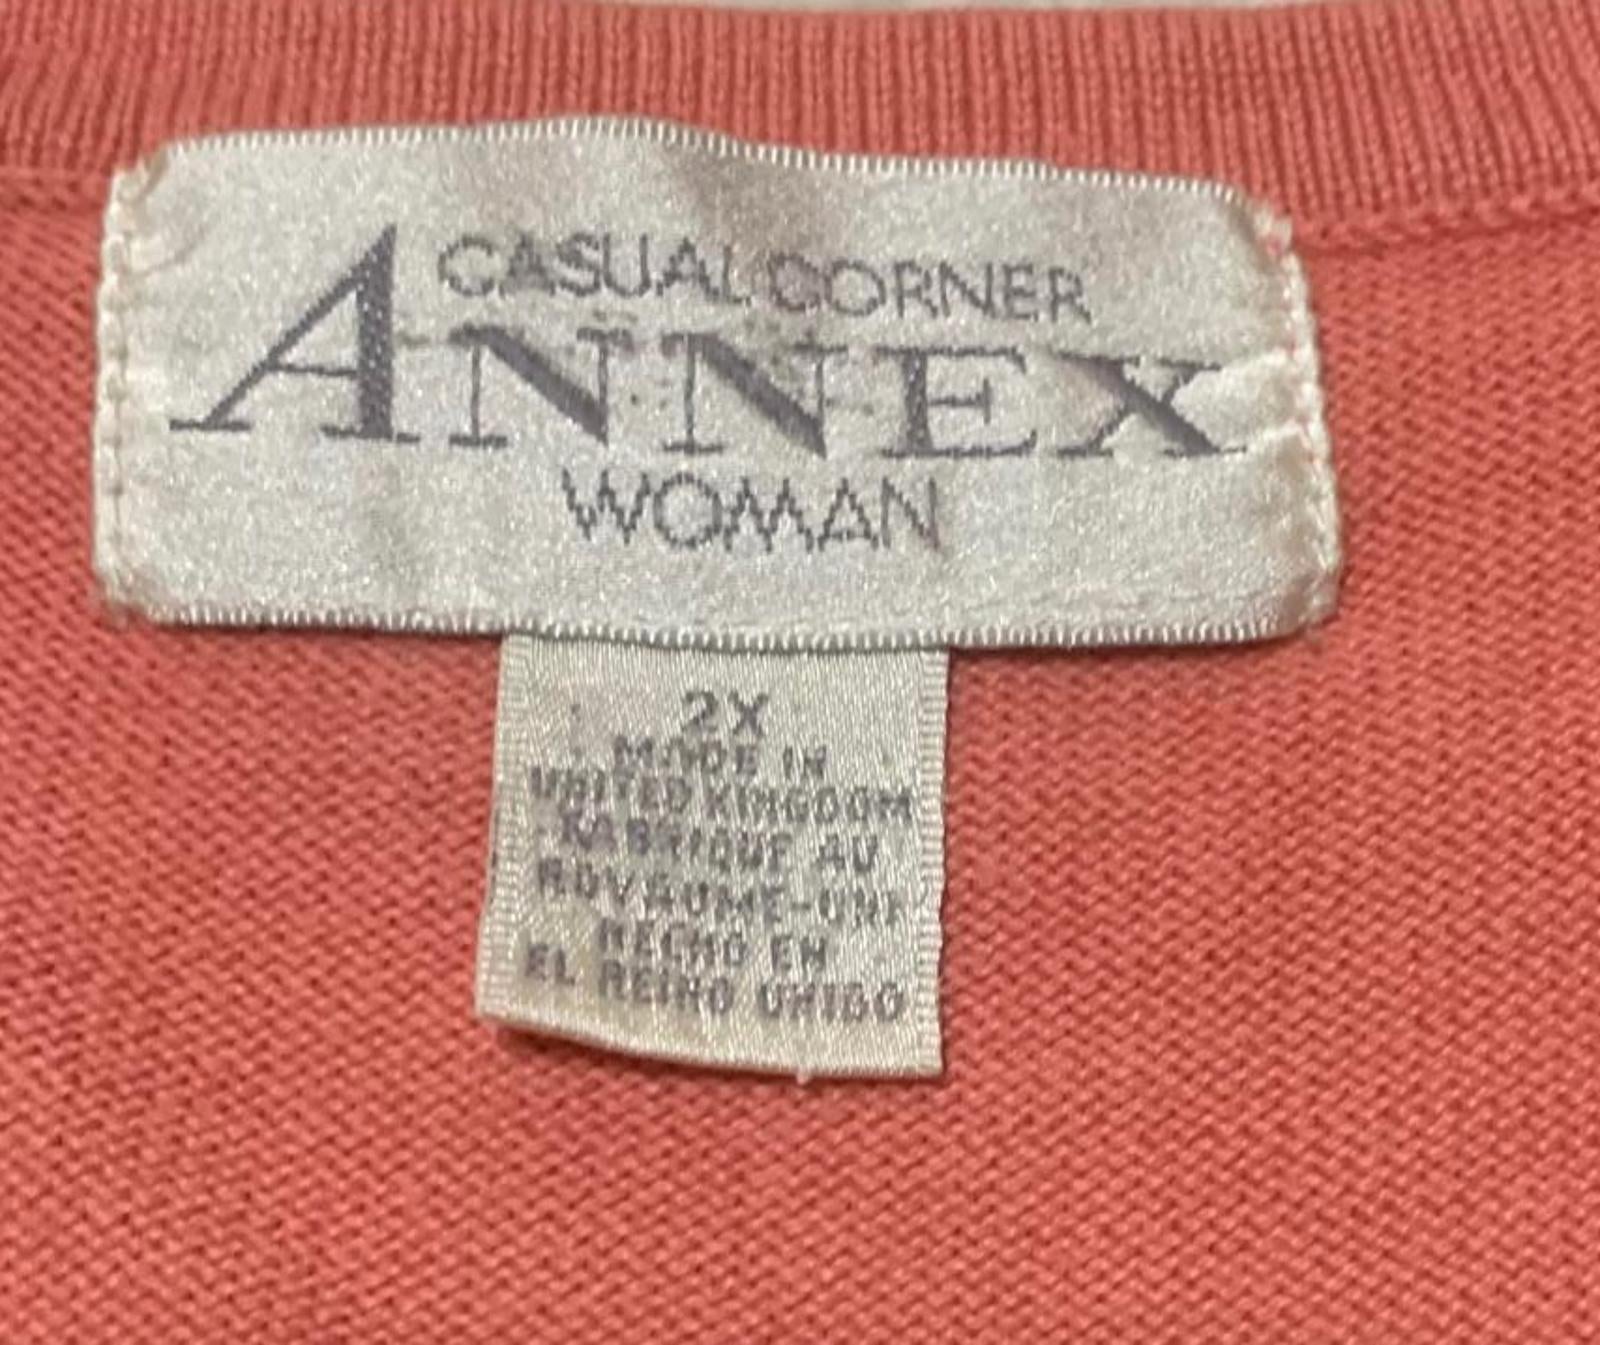 CASUAL CORNER
ANNEX
WOMAN
2X
MADE IN
UNITED KINGDOM
FABRIQUE AU
ROYAUME-UNI
HECHO EN
EL REINO UNIDO